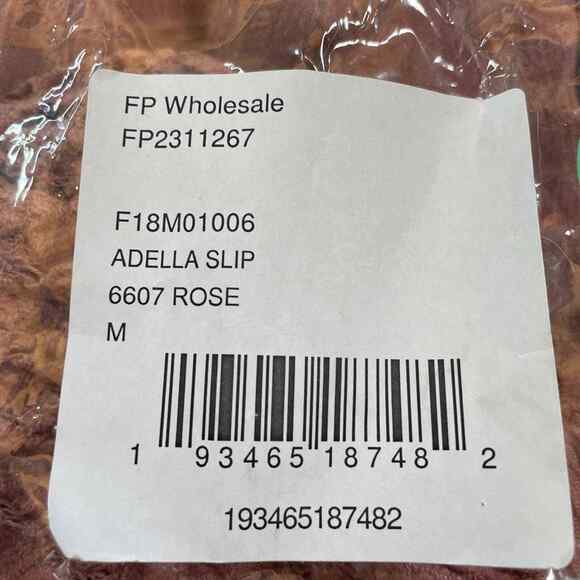 FP Wholesale
FP2311267
F18M01006
ADELLA SLIP
6607 ROSE
M
1 93465 18748 2
193465187482